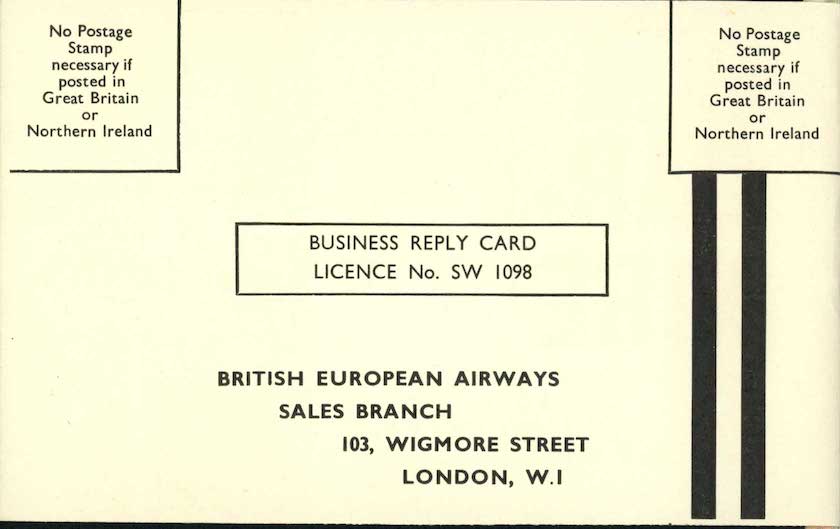 No Postage
Stamp
necessary if
posted in
Great Britain
or
Northern Ireland
No Postage
Stamp
necessary if
posted in
Great Britain
or
Northern Ireland
BUSINESS REPLY CARD
LICENCE No. SW 1098
BRITISH EUROPEAN AIRWAYS
SALES BRANCH
103, WIGMORE STREET
LONDON, W.1